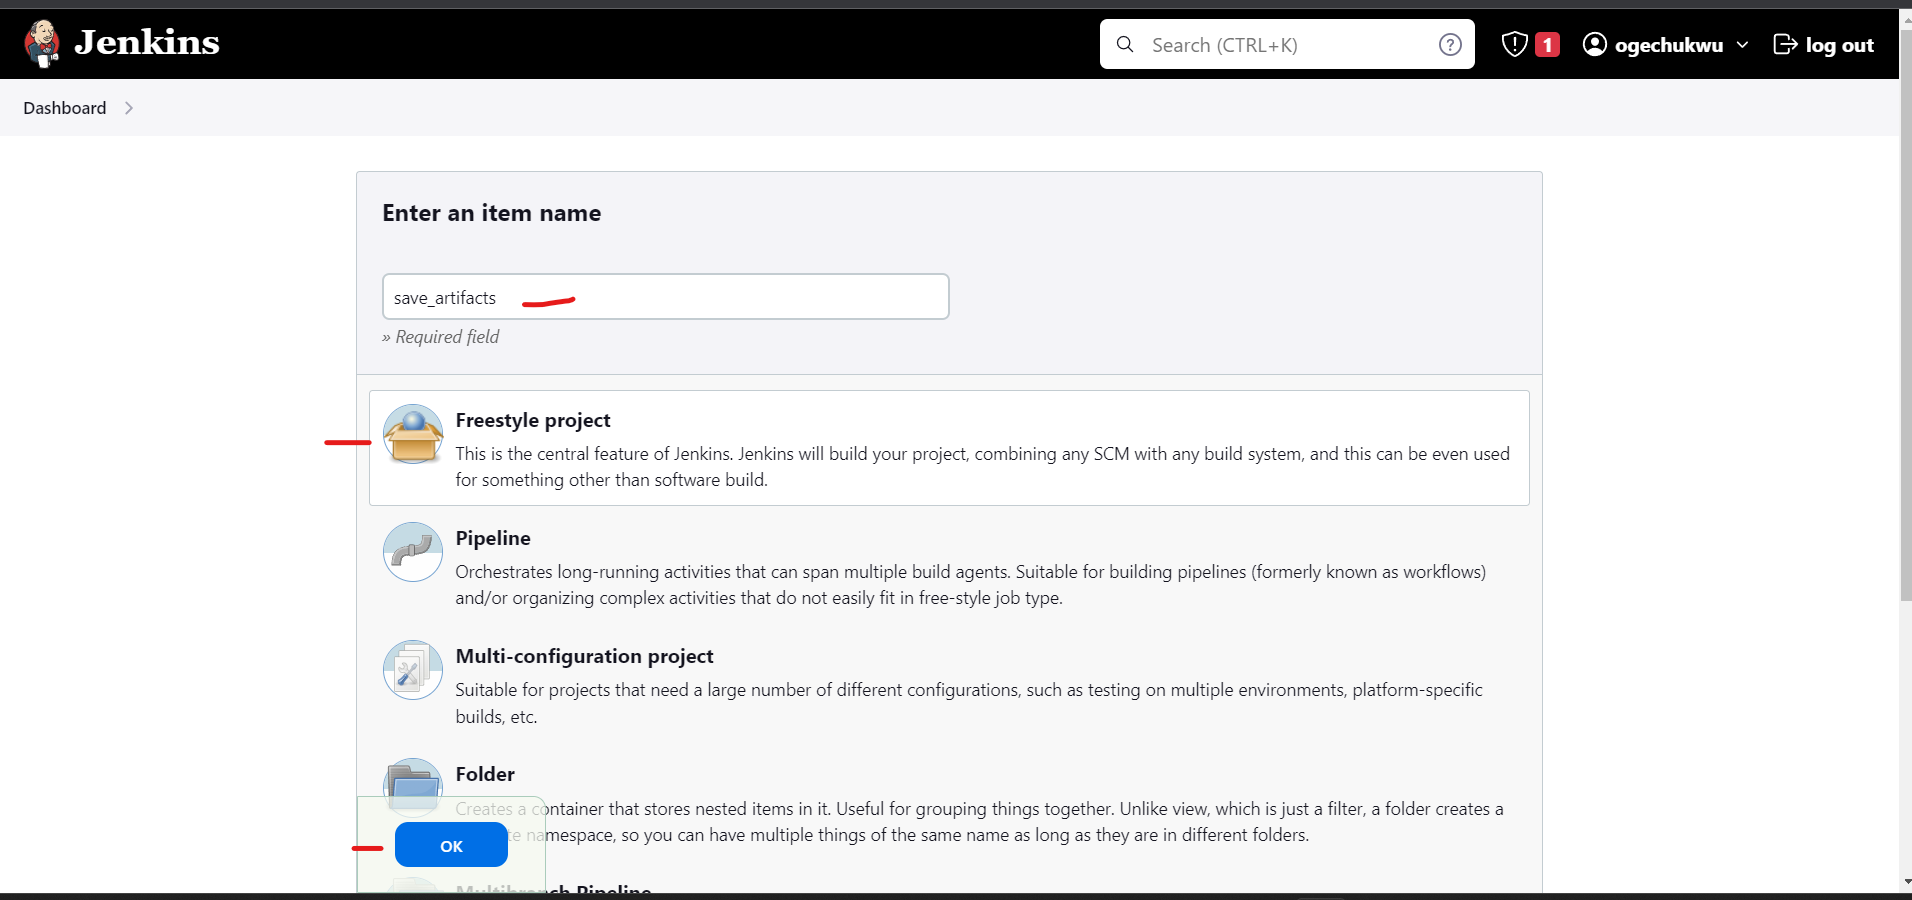 Jenkins
Search (CTRL+K)
?
1
ogechukwu
log out
Dashboard
Enter an item name
save_artifacts
» Required field
Freestyle project
This is the central feature of Jenkins. Jenkins will build your project, combining any SCM with any build system, and this can be even used
for something other than software build.
Pipeline
Orchestrates long-running activities that can span multiple build agents. Suitable for building pipelines (formerly known as workflows)
and/or organizing complex activities that do not easily fit in free-style job type.
Multi-configuration project
Suitable for projects that need a large number of different configurations, such as testing on multiple environments, platform-specific
builds, etc.
Folder
Creates a container that stores nested items in it. Useful for grouping things together. Unlike view, which is just a filter, a folder creates a
namespace, so you can have multiple things of the same name as long as they are in different folders.
OK
Multibranch Pipeline